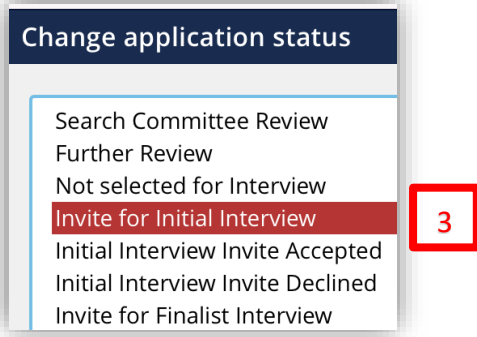 Change application status
Search Committee Review
Further Review
Not selected for Interview
Invite for Initial Interview
3
Initial Interview Invite Accepted
Initial Interview Invite Declined
Invite for Finalist Interview